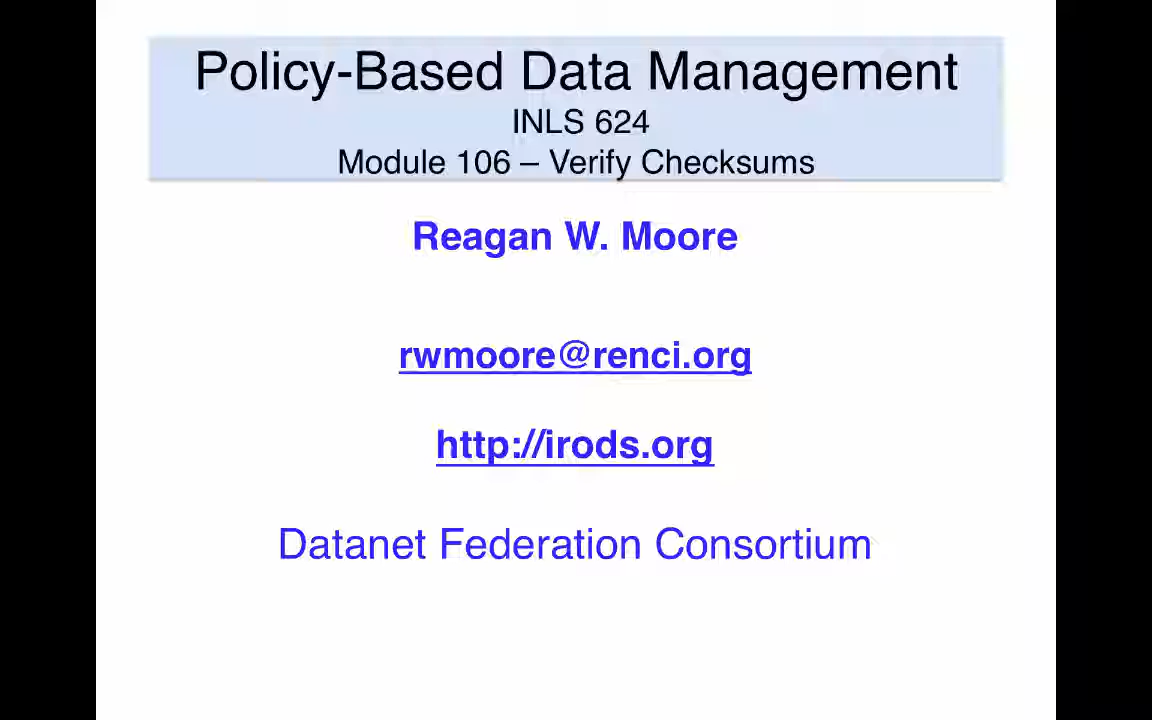 Policy-Based Data Management
INLS 624
Module 106 – Verify Checksums
Reagan W. Moore
rwmoore@renci.org
http://irods.org
Datanet Federation Consortium